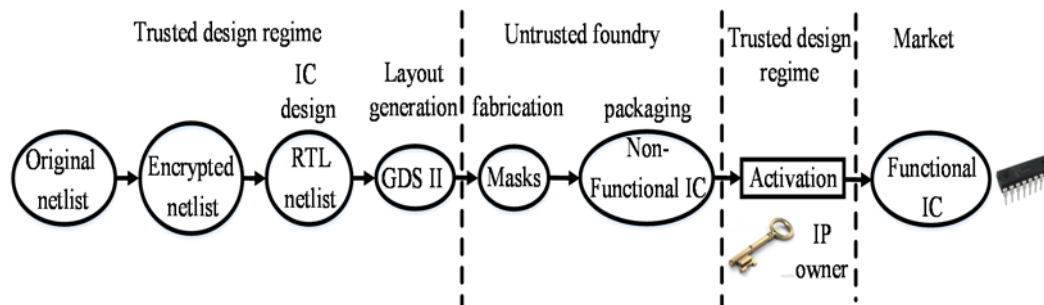 Trusted design regime
Untrusted foundry
Trusted design
regime
Market
IC
design
Layout
generation
fabrication
packaging
Original
netlist
Encrypted
netlist
RTL
netlist
GDS II
Masks
Non-
Functional IC
Activation
Functional
IC
IP
owner